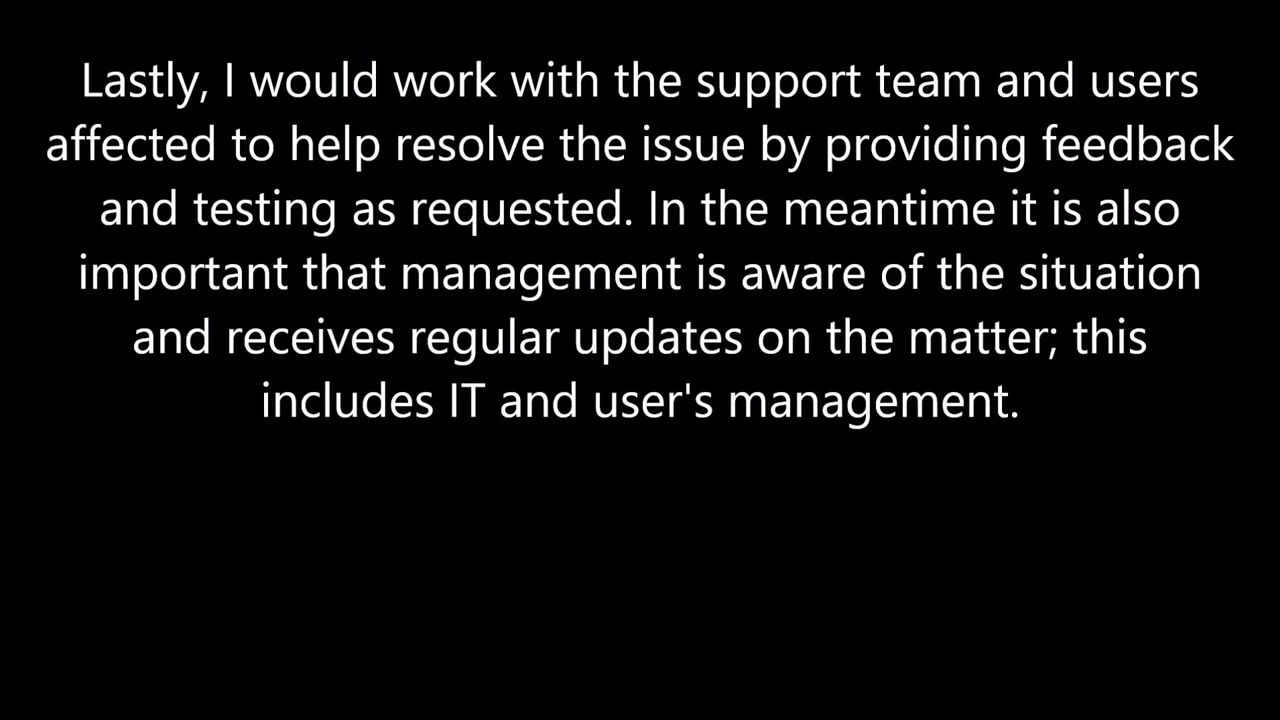 Lastly, I would work with the support team and users
affected to help resolve the issue by providing feedback
and testing as requested. In the meantime it is also
important that management is aware of the situation
and receives regular updates on the matter; this
includes IT and user's management.